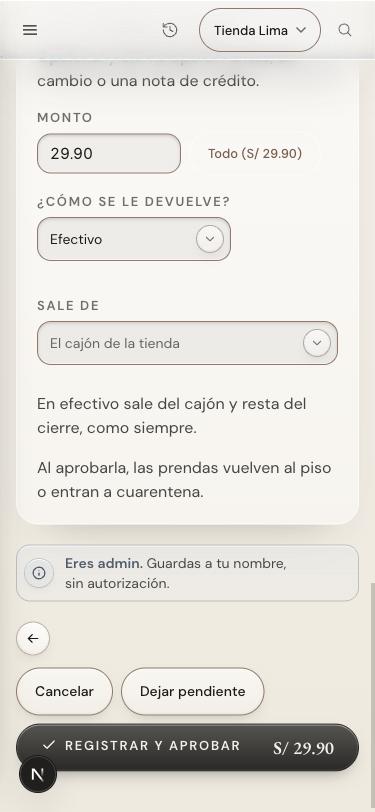 Tienda Lima
cambio o una nota de crédito.
MONTO
29.90
Todo (S/ 29.90)
¿CÓMO SE LE DEVUELVE?
Efectivo
SALE DE
El cajón de la tienda
En efectivo sale del cajón y resta del
cierre, como siempre.
Al aprobarla, las prendas vuelven al piso
o entran a cuarentena.
Eres admin. Guardas a tu nombre,
sin autorización.
Cancelar
Dejar pendiente
REGISTRAR Y APROBAR S/ 29.90
N